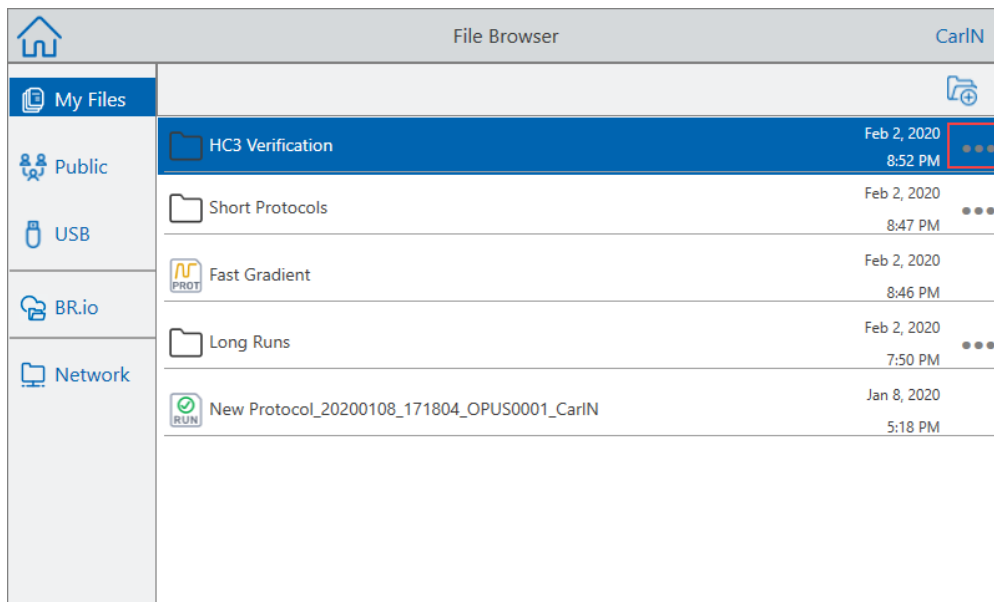 File Browser
CarlN
My Files
Public
USB
BR.io
Network
HC3 Verification
Feb 2, 2020
8:52 PM
Short Protocols
Feb 2, 2020
8:47 PM
PROT
Fast Gradient
Feb 2, 2020
8:46 PM
Long Runs
Feb 2, 2020
7:50 PM
RUN
New Protocol_20200108_171804_OPUS0001_CarlN
Jan 8, 2020
5:18 PM